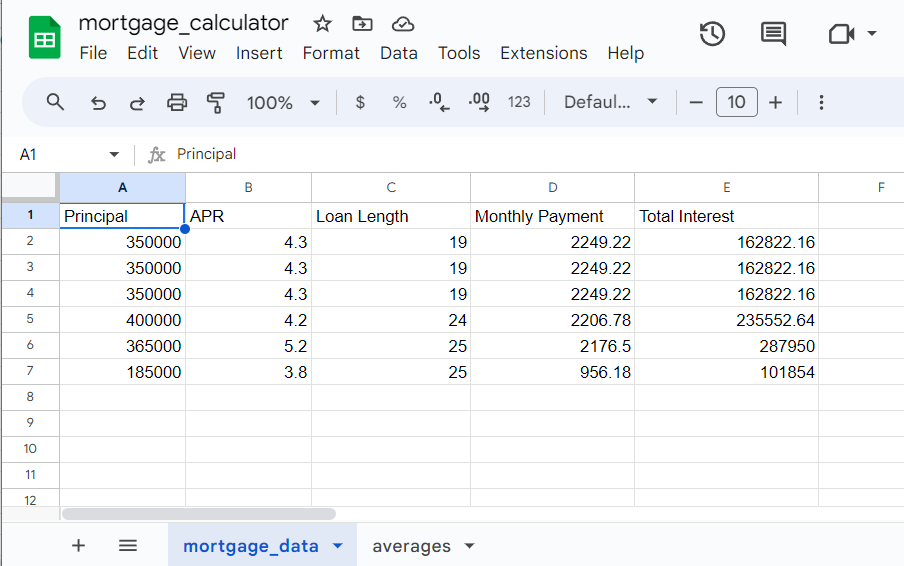 mortgage_calculator
File Edit View Insert Format Data Tools Extensions Help
100% $ % .0 .00 123 Defaul... − 10 +
A1 fx Principal
A B C D E F
1 Principal APR Loan Length Monthly Payment Total Interest
2 350000 4.3 19 2249.22 162822.16
3 350000 4.3 19 2249.22 162822.16
4 350000 4.3 19 2249.22 162822.16
5 400000 4.2 24 2206.78 235552.64
6 365000 5.2 25 2176.5 287950
7 185000 3.8 25 956.18 101854
8
9
10
11
12
+ mortgage_data averages